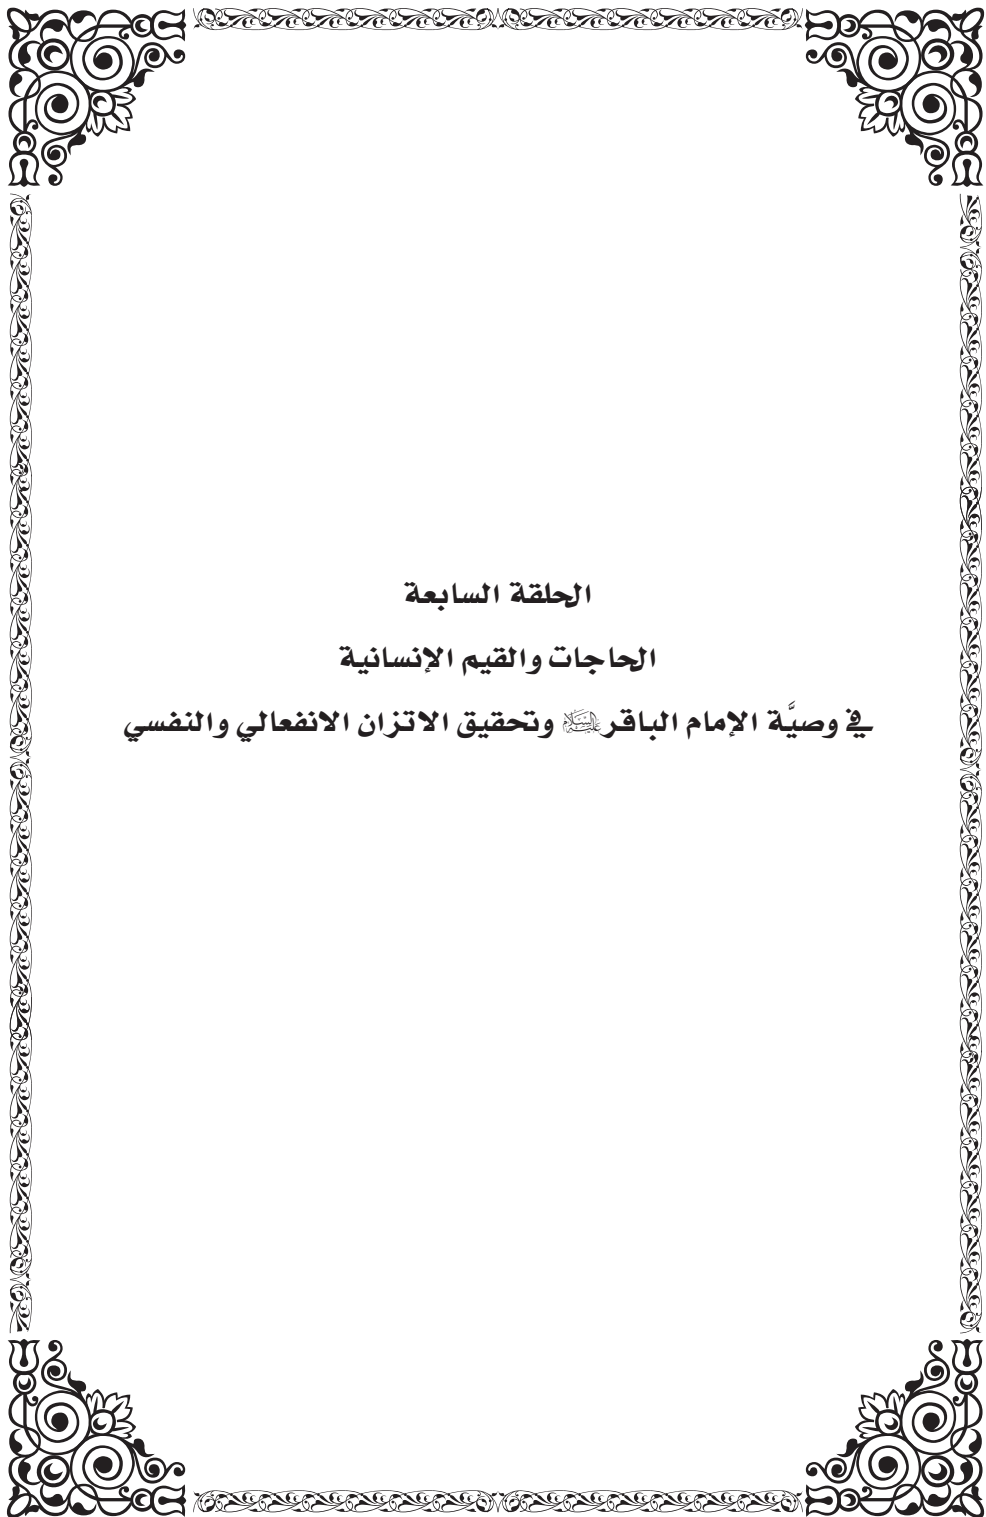 الحلقة السابعة
الحاجات والقيم الإنسانية
في وصيَّة الإمام الباقر عليه السلام وتحقيق الاتزان الانفعالي والنفسي